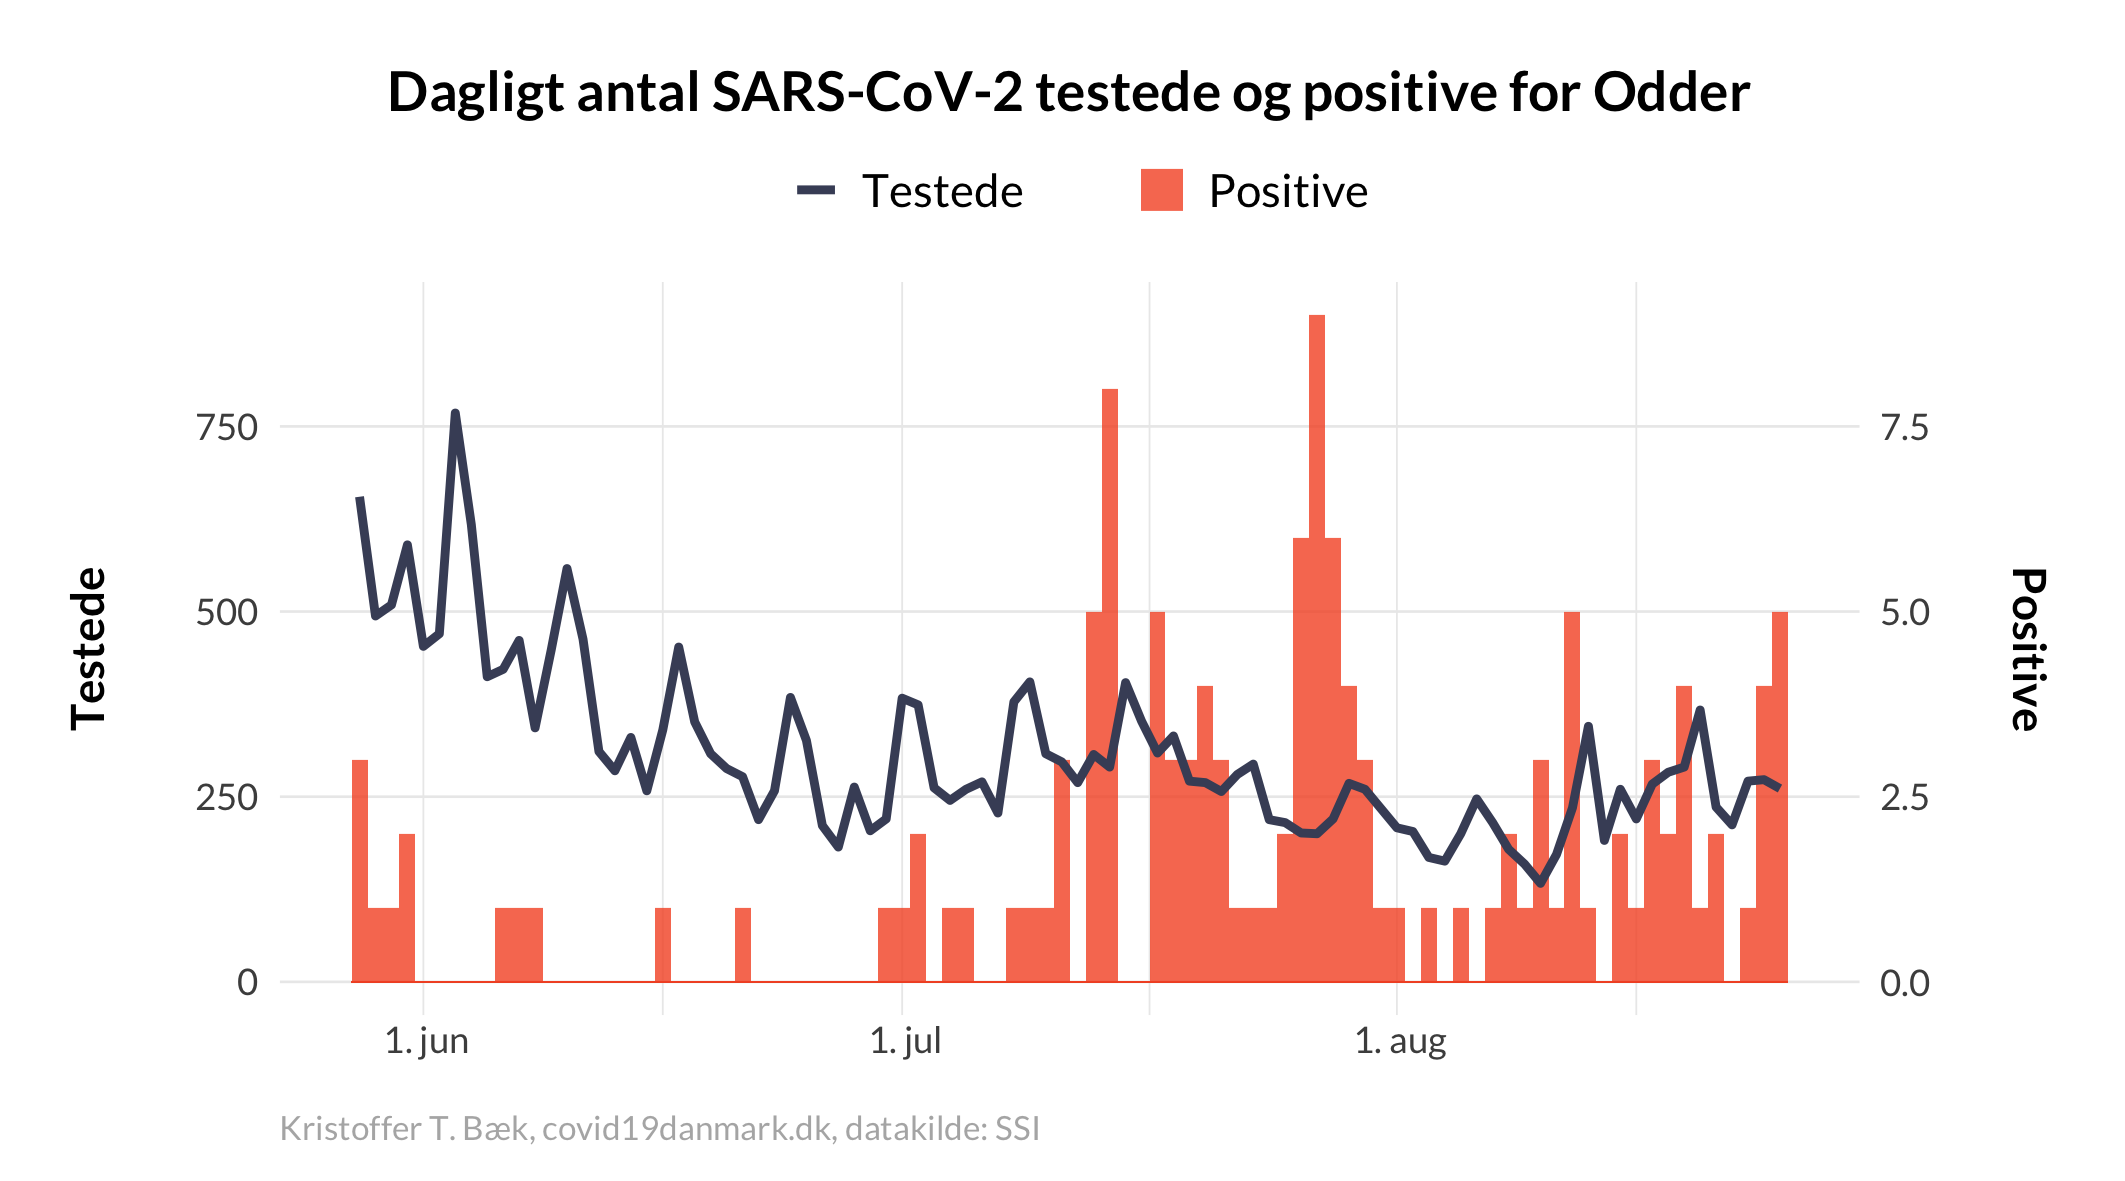 Dagligt antal SARS-CoV-2 testede og positive for Odder
Testede
Positive
750
500
250
0
Testede
7.5
5.0
2.5
0.0
Positive
1. jun
1. jul
1. aug
Kristoffer T. Bæk, covid19danmark.dk, datakilde: SSI